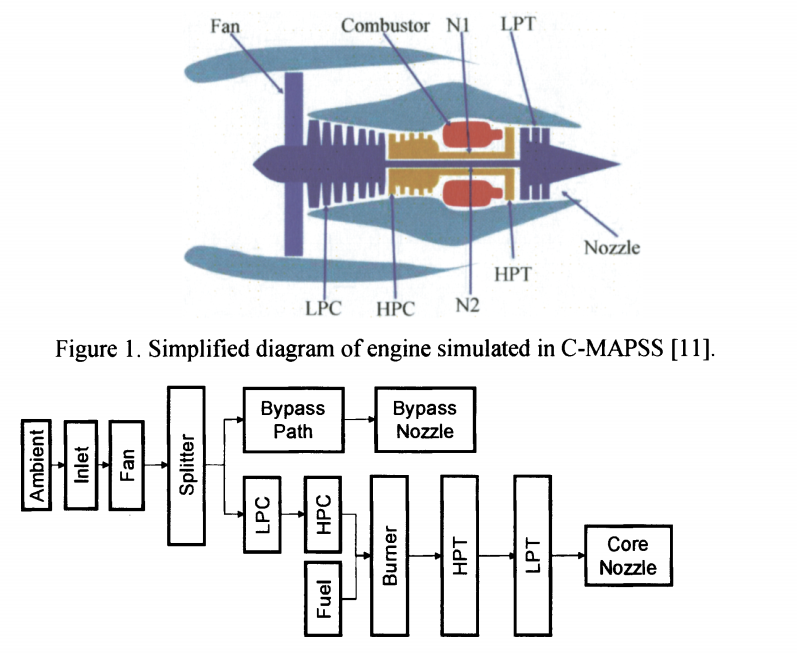 Fan
Combustor
N1
LPT
Nozzle
HPT
LPC
HPC
N2
Figure 1. Simplified diagram of engine simulated in C-MAPSS [11].
Ambient
Inlet
Fan
Splitter
Bypass
Path
Bypass
Nozzle
LPC
HPC
Fuel
Burner
HPT
LPT
Core
Nozzle